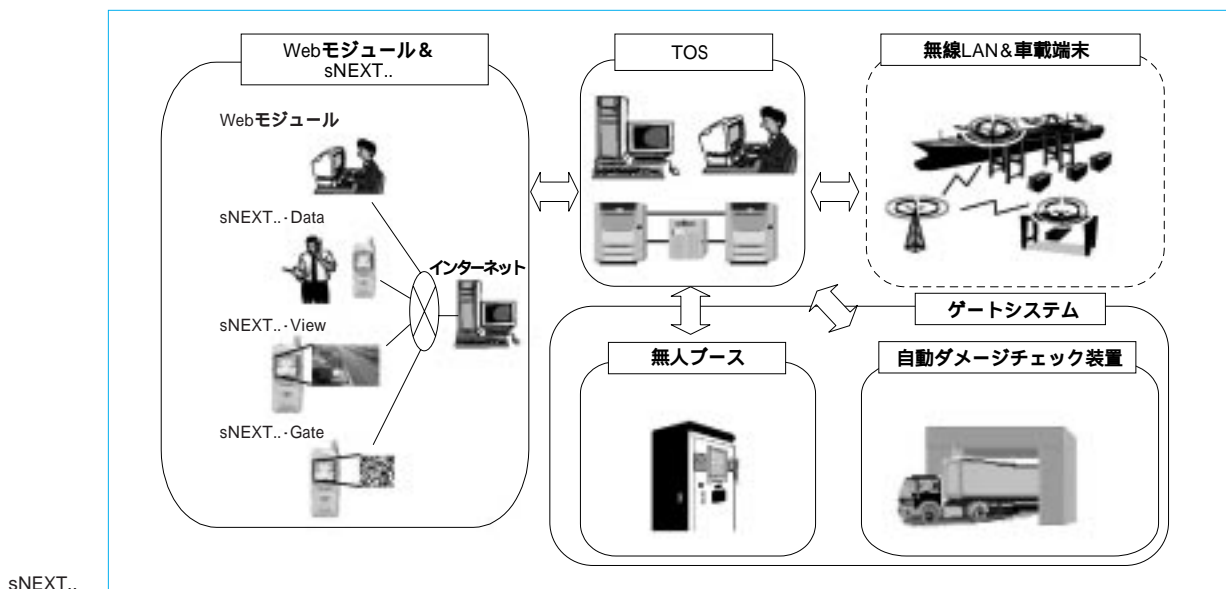 Webモジュール&
sNEXT..
Webモジュール
sNEXT..･Data
インターネット
sNEXT..･View
sNEXT..･Gate
TOS
無線LAN&車載端末
ゲートシステム
無人ブース
自動ダメージチェック装置
sNEXT..